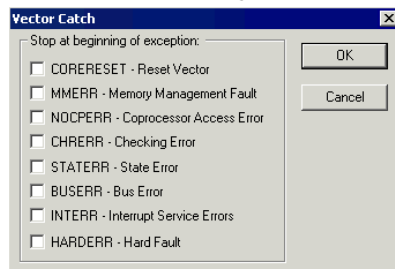 Vector Catch
Stop at beginning of exception:
CORERESET - Reset Vector
MMERR - Memory Management Fault
NOCPERR - Coprocessor Access Error
CHRERR - Checking Error
STATERR - State Error
BUSERR - Bus Error
INTERR - Interrupt Service Errors
HARDERR - Hard Fault
OK
Cancel